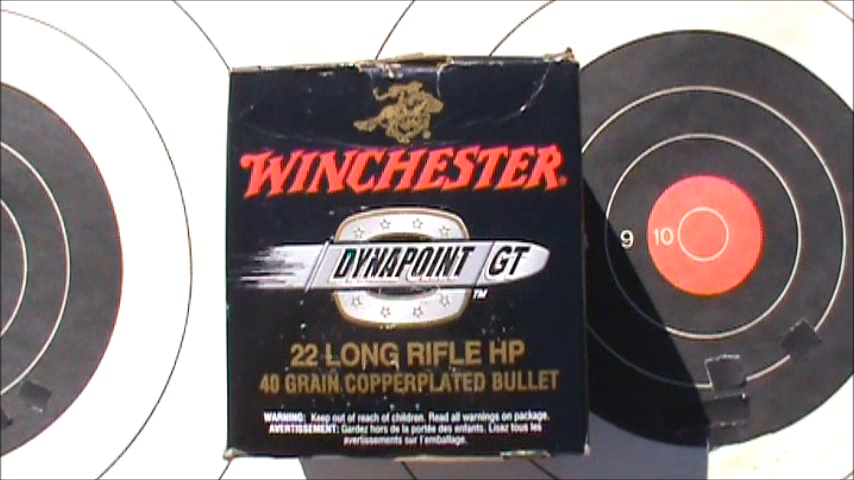 WINCHESTER®
DYNAPOINT GT
TM
22 LONG RIFLE HP
40 GRAIN COPPERPLATED BULLET
WARNING: Keep out of reach of children. Read all warnings on package.
AVERTISSEMENT: Gardez hors de la portée des enfants. Lisez tous les
avertissements sur l'emballage.
9 10